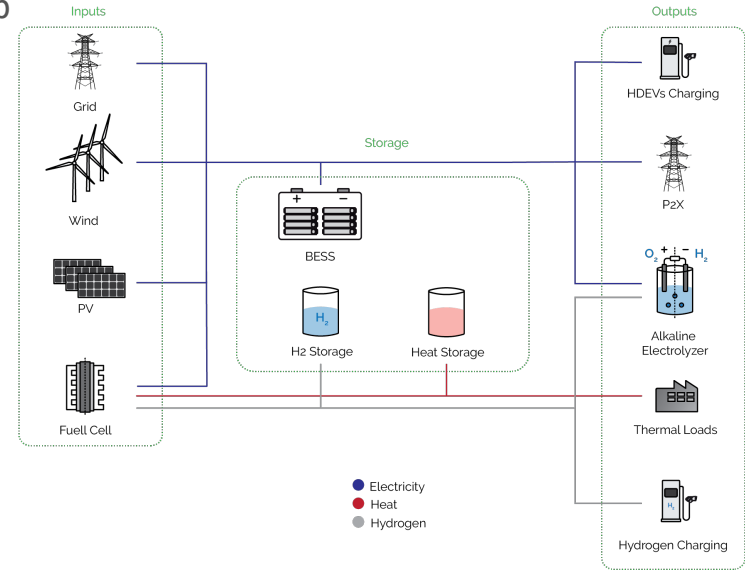 b
Inputs
Outputs
Grid
HDEVs Charging
Storage
Wind
P2X
+ −
BESS
O2 + − H2
PV
H2
H2 Storage
Heat Storage
Alkaline
Electrolyzer
Fuell Cell
Thermal Loads
Electricity
Heat
Hydrogen
H2
Hydrogen Charging